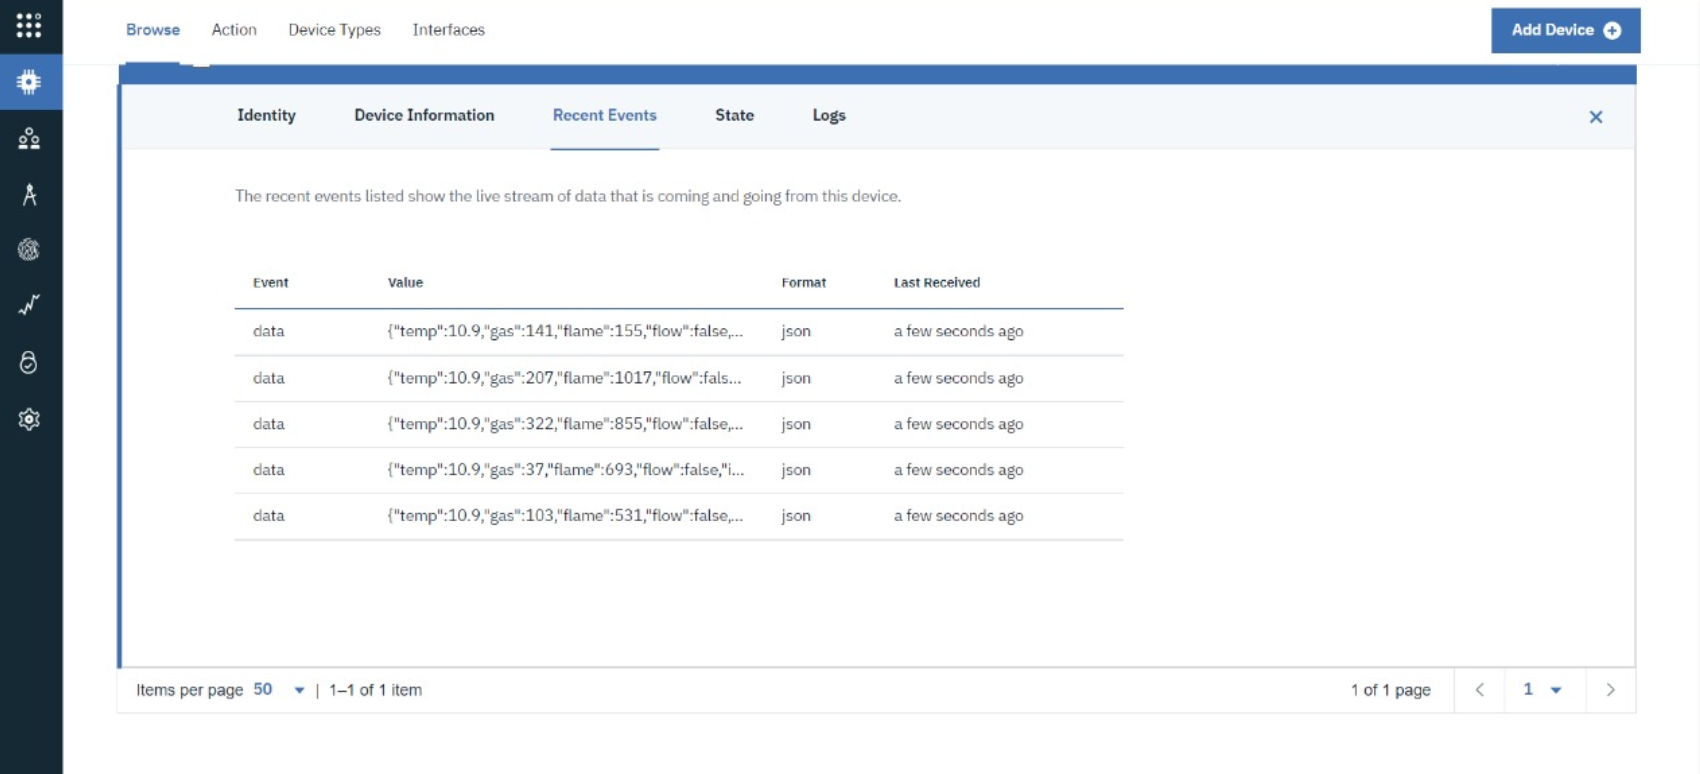 Browse Action Device Types Interfaces Add Device
Identity Device Information Recent Events State Logs
The recent events listed show the live stream of data that is coming and going from this device.
Event Value Format Last Received
data {"temp":10.9,"gas":141,"flame":155,"flow":false,... json a few seconds ago
data {"temp":10.9,"gas":207,"flame":1017,"flow":fals... json a few seconds ago
data {"temp":10.9,"gas":322,"flame":855,"flow":false,... json a few seconds ago
data {"temp":10.9,"gas":37,"flame":693,"flow":false,"i... json a few seconds ago
data {"temp":10.9,"gas":103,"flame":531,"flow":false,... json a few seconds ago
Items per page 50 | 1–1 of 1 item 1 of 1 page 1